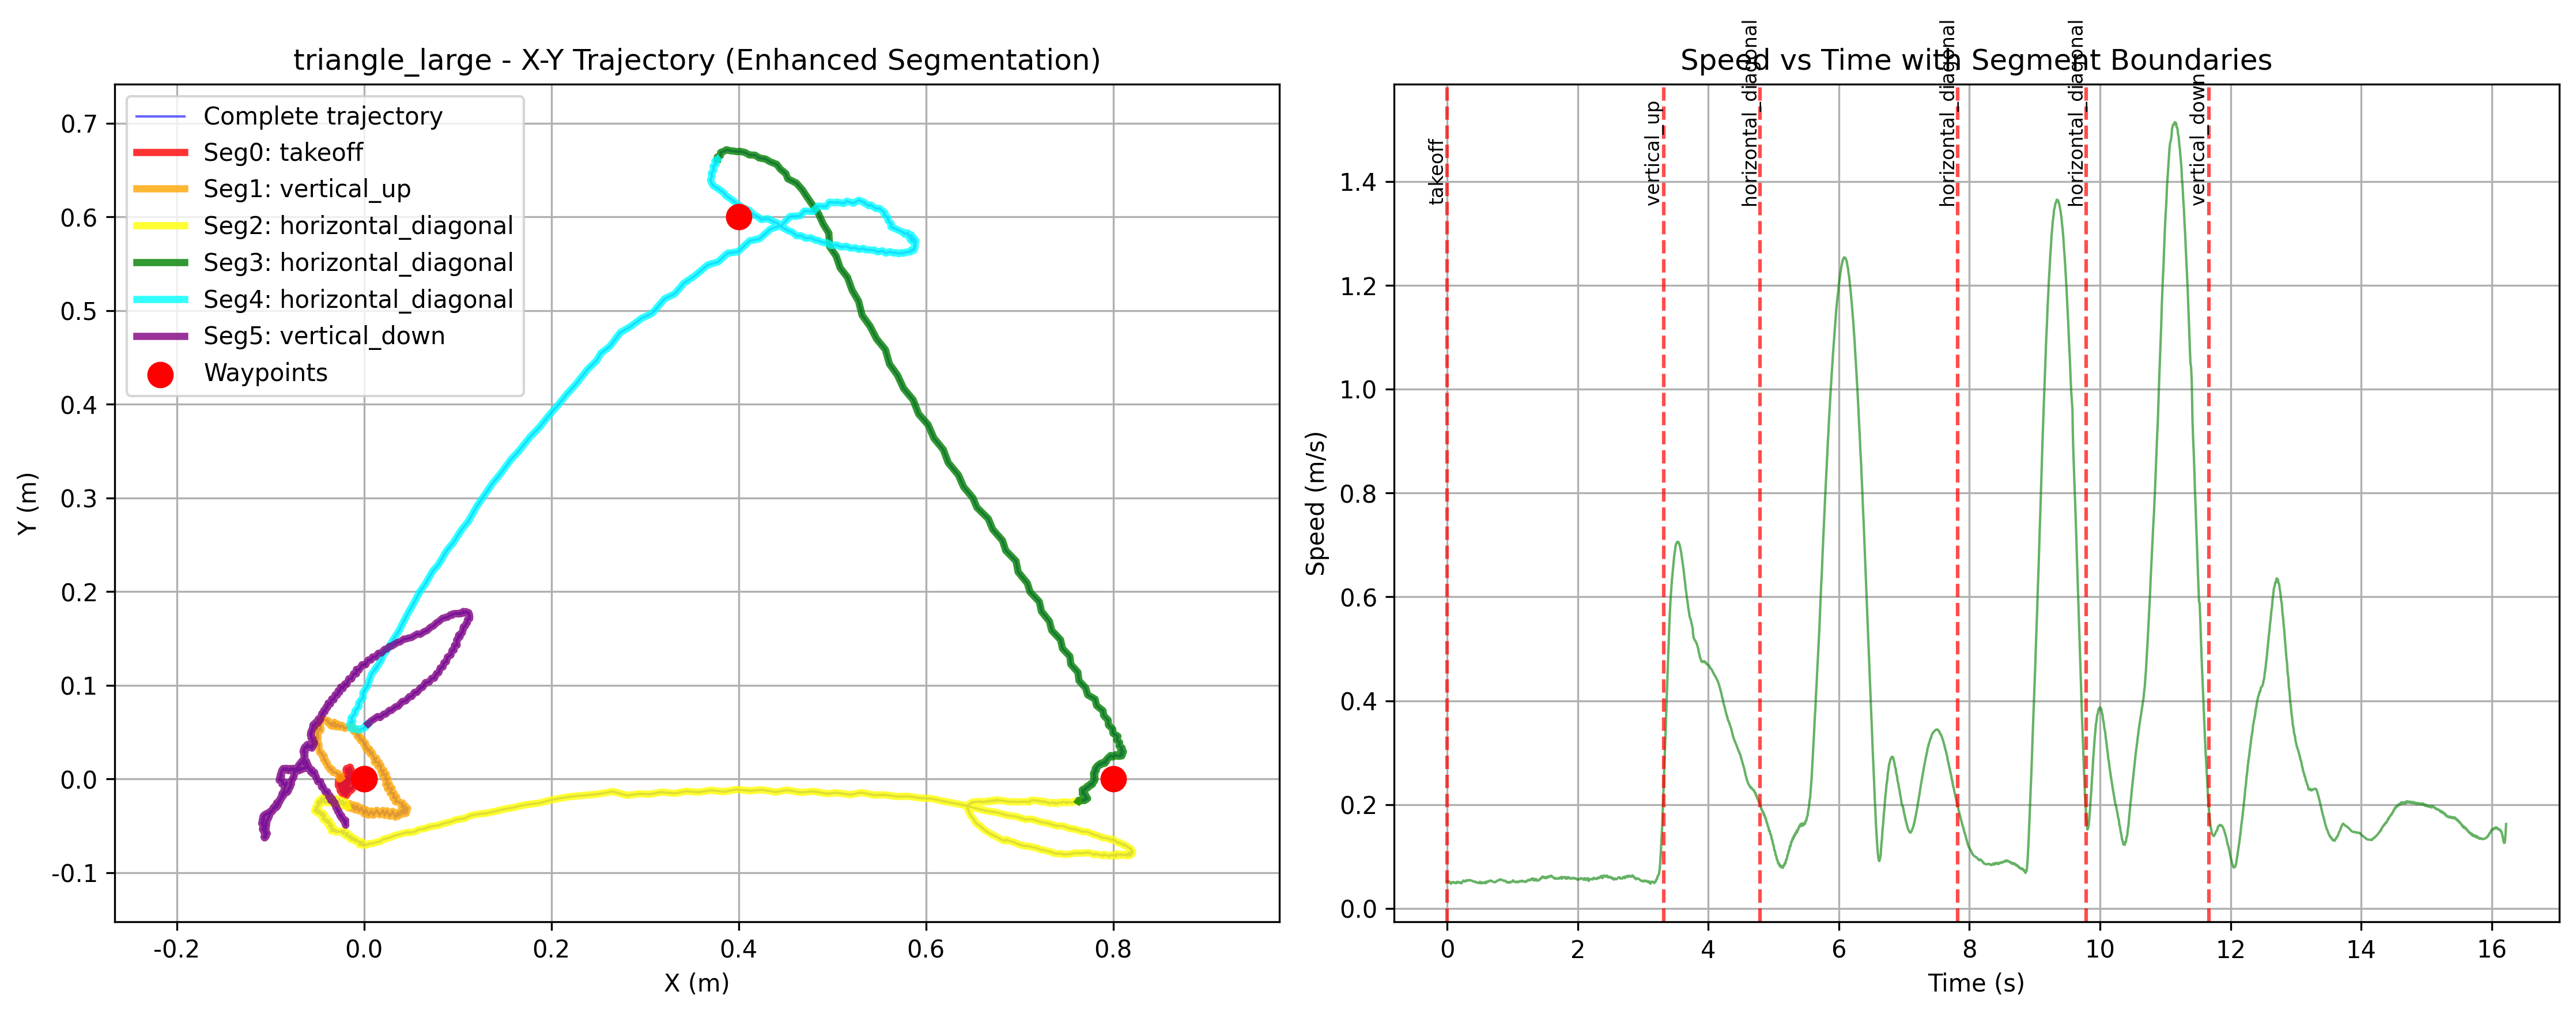 triangle_large - X-Y Trajectory (Enhanced Segmentation)
Complete trajectory
Seg0: takeoff
Seg1: vertical_up
Seg2: horizontal_diagonal
Seg3: horizontal_diagonal
Seg4: horizontal_diagonal
Seg5: vertical_down
Waypoints
Y (m)
0.7
0.6
0.5
0.4
0.3
0.2
0.1
0.0
-0.1
-0.2
0.0
0.2
0.4
0.6
0.8
X (m)
Speed vs Time with Segment Boundaries
takeoff
vertical_up
horizontal_diagonal
horizontal_diagonal
horizontal_diagonal
vertical_down
Speed (m/s)
1.4
1.2
1.0
0.8
0.6
0.4
0.2
0.0
0
2
4
6
8
10
12
14
16
Time (s)